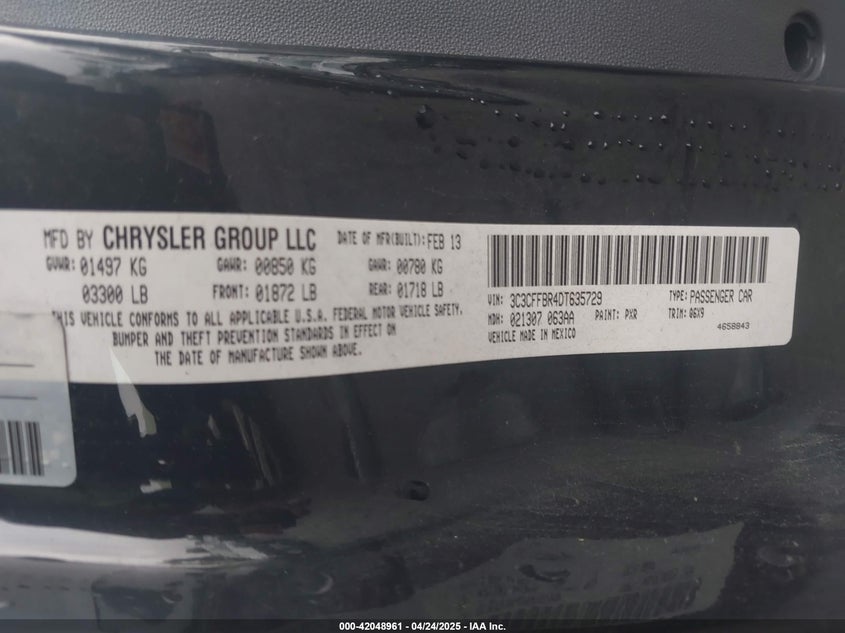 MFD BY CHRYSLER GROUP LLC DATE OF MFR(BUILT): FEB 13
GVWR: 01497 KG GAWR: 00850 KG GAWR: 00780 KG
03300 LB FRONT: 01872 LB REAR: 01718 LB
THIS VEHICLE CONFORMS TO ALL APPLICABLE U.S.A. FEDERAL MOTOR VEHICLE SAFETY,
BUMPER AND THEFT PREVENTION STANDARDS IN EFFECT ON
THE DATE OF MANUFACTURE SHOWN ABOVE.
VIN: 3C3CFFBR4DT635729 TYPE: PASSENGER CAR
MDH: 021307 063AA PAINT: PXR TRIM: 06X9
VEHICLE MADE IN MEXICO 4658843
000-42048961 - 04/24/2025 - IAA Inc.